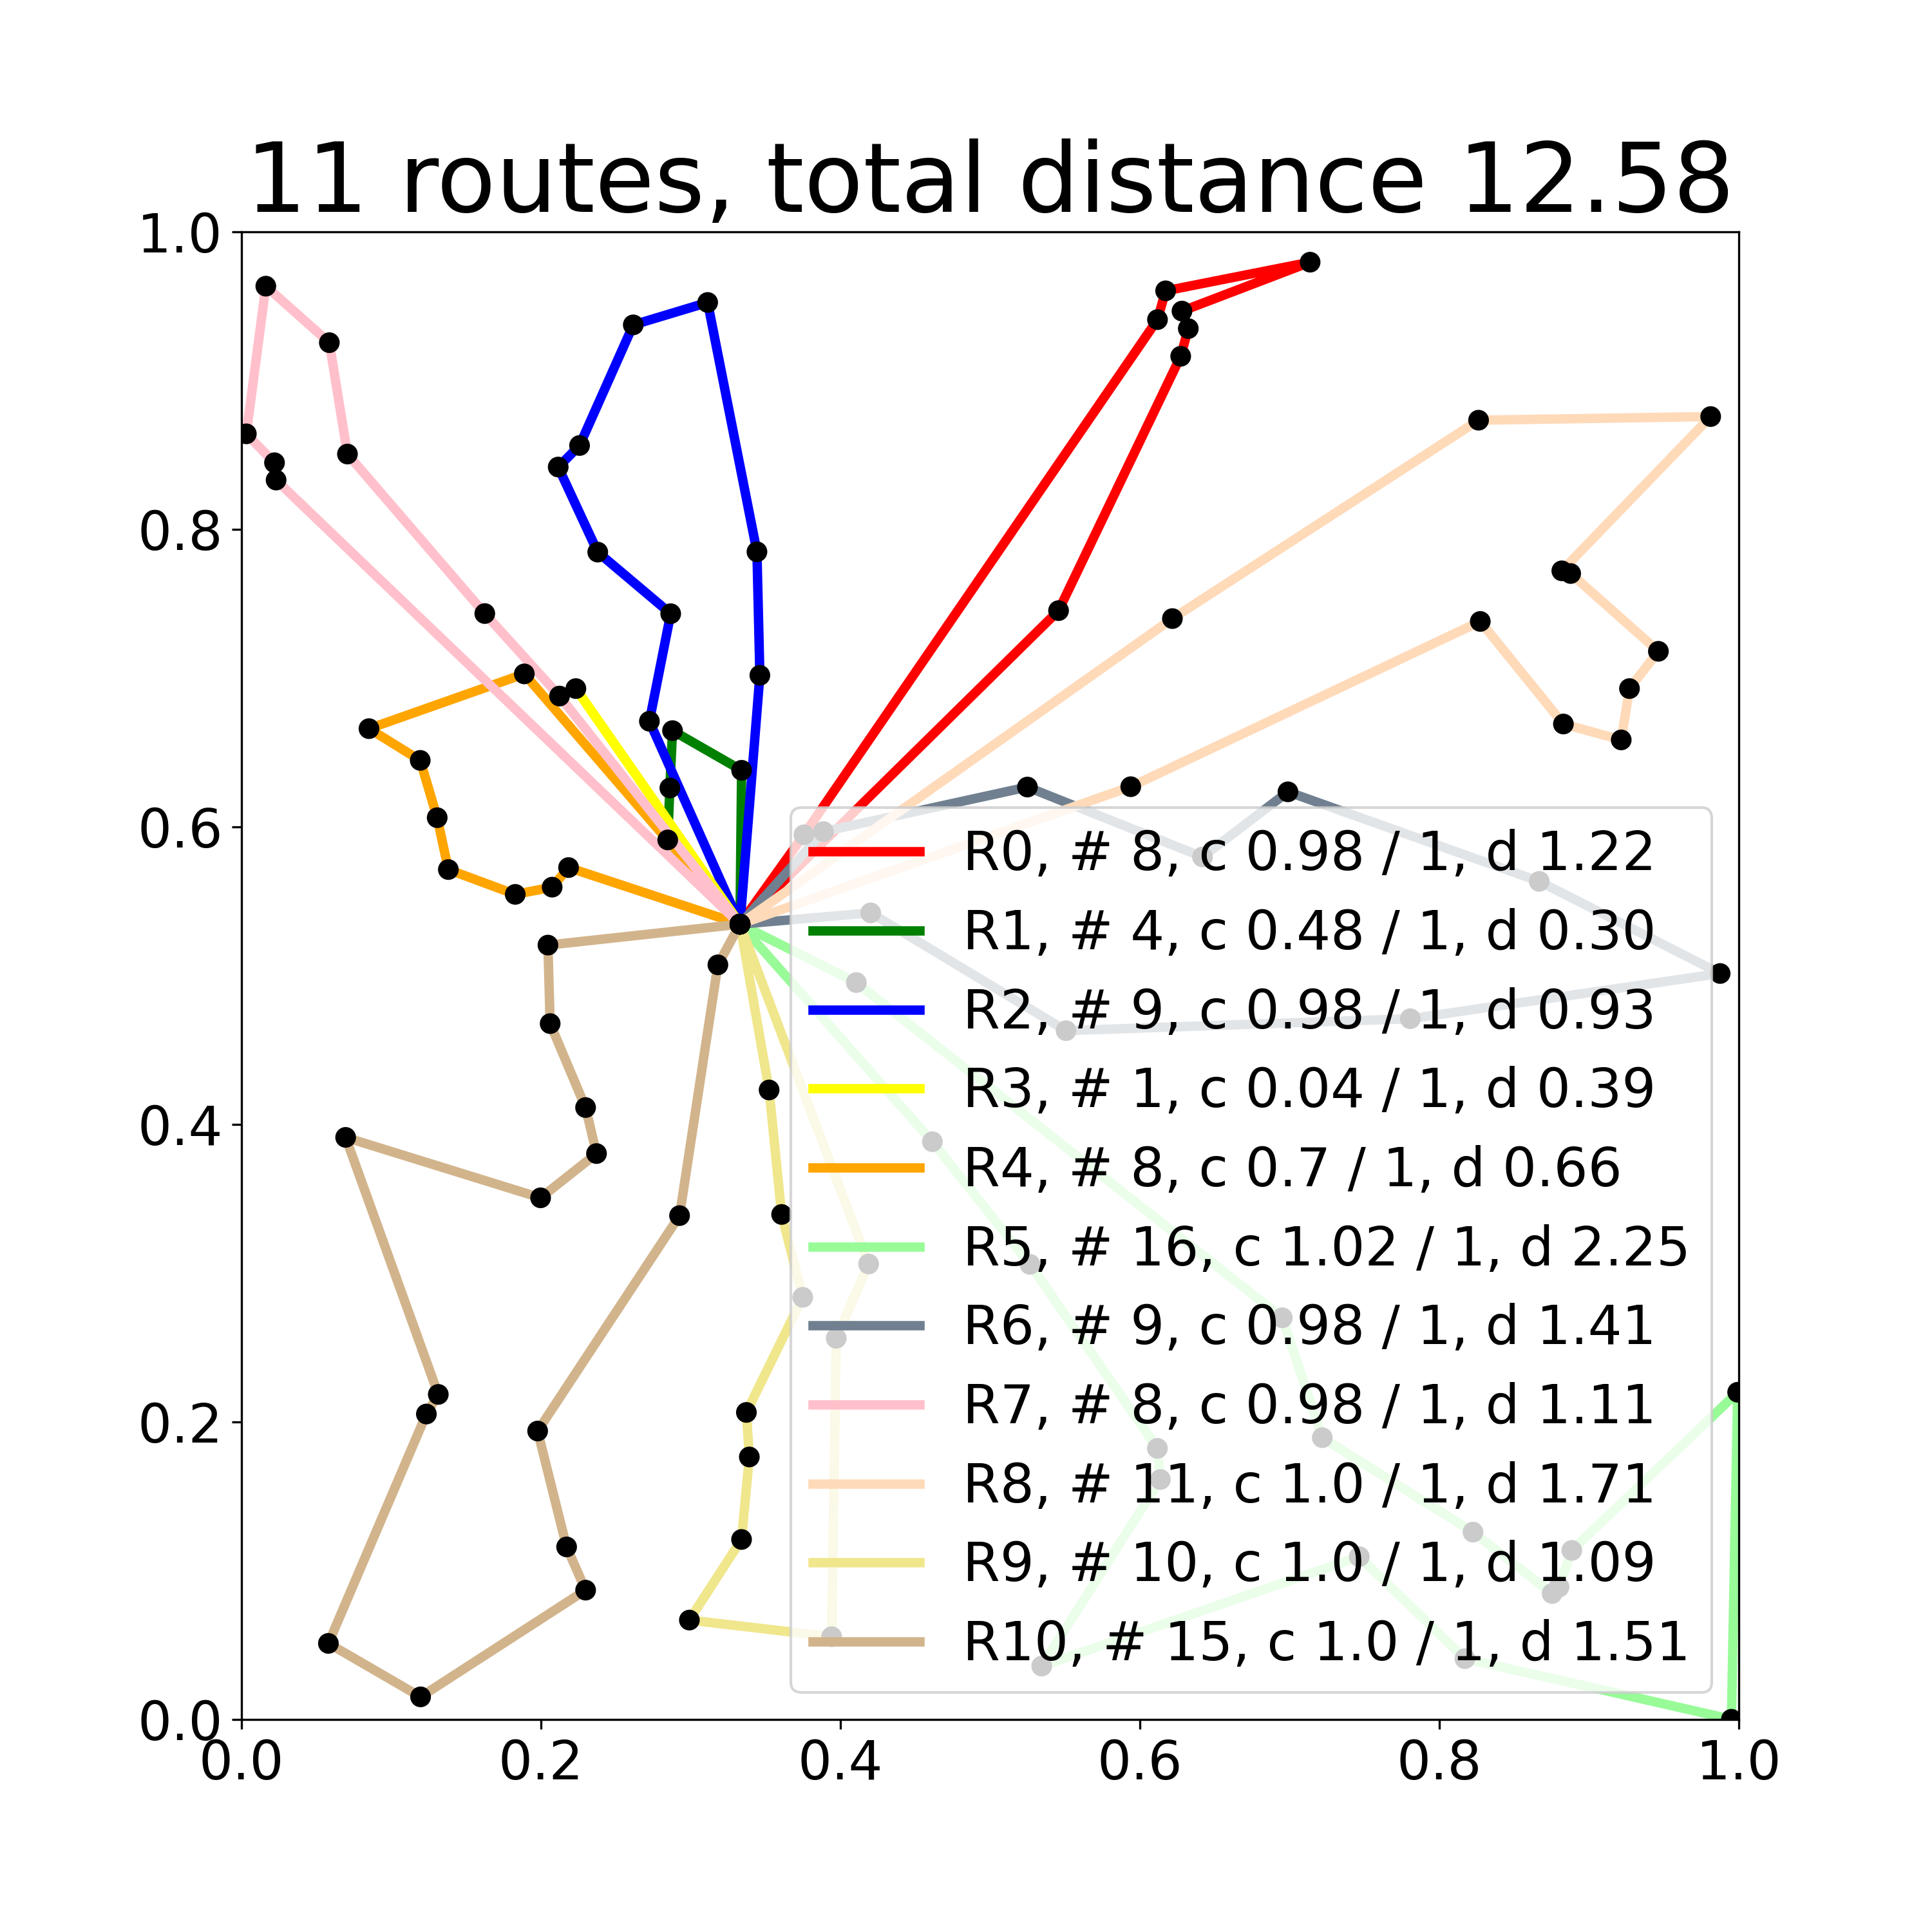 11 routes, total distance 12.58
1.0
0.8
0.6
0.4
0.2
0.0
0.0 0.2 0.4 0.6 0.8 1.0
R0, # 8, c 0.98 / 1, d 1.22
R1, # 4, c 0.48 / 1, d 0.30
R2, # 9, c 0.98 / 1, d 0.93
R3, # 1, c 0.04 / 1, d 0.39
R4, # 8, c 0.7 / 1, d 0.66
R5, # 16, c 1.02 / 1, d 2.25
R6, # 9, c 0.98 / 1, d 1.41
R7, # 8, c 0.98 / 1, d 1.11
R8, # 11, c 1.0 / 1, d 1.71
R9, # 10, c 1.0 / 1, d 1.09
R10, # 15, c 1.0 / 1, d 1.51